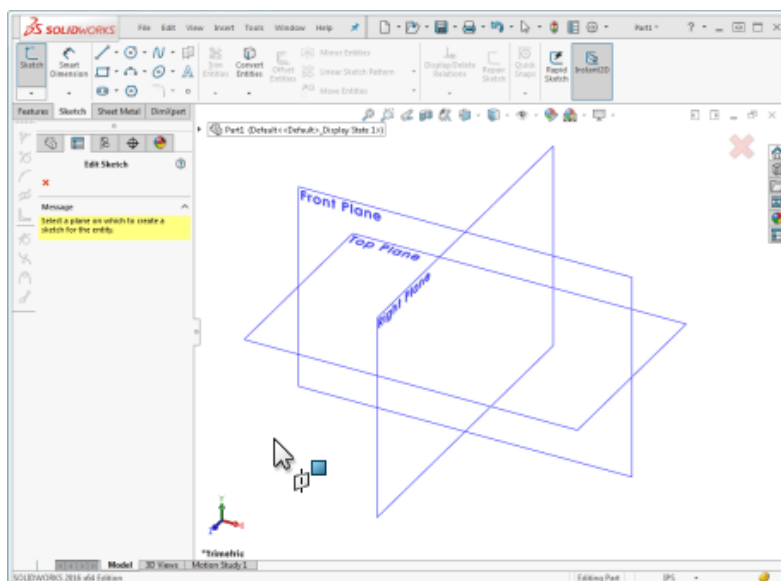 SOLIDWORKS File Edit View Insert Tools Window Help Part1 *
Sketch Smart Dimension Trim Entities Convert Entities Offset Entities Mirror Entities Linear Sketch Pattern Move Entities Display/Delete Relations Repair Sketch Quick Snaps Rapid Sketch Instant2D
Features Sketch Sheet Metal DimXpert
Part1 (Default<<Default>_Display State 1>)
Edit Sketch
Message
Select a plane on which to create a
sketch for the entity.
Front Plane
Top Plane
Right Plane
*Trimetric
Model 3D Views Motion Study 1
SOLIDWORKS 2016 x64 Edition Editing Part IPS